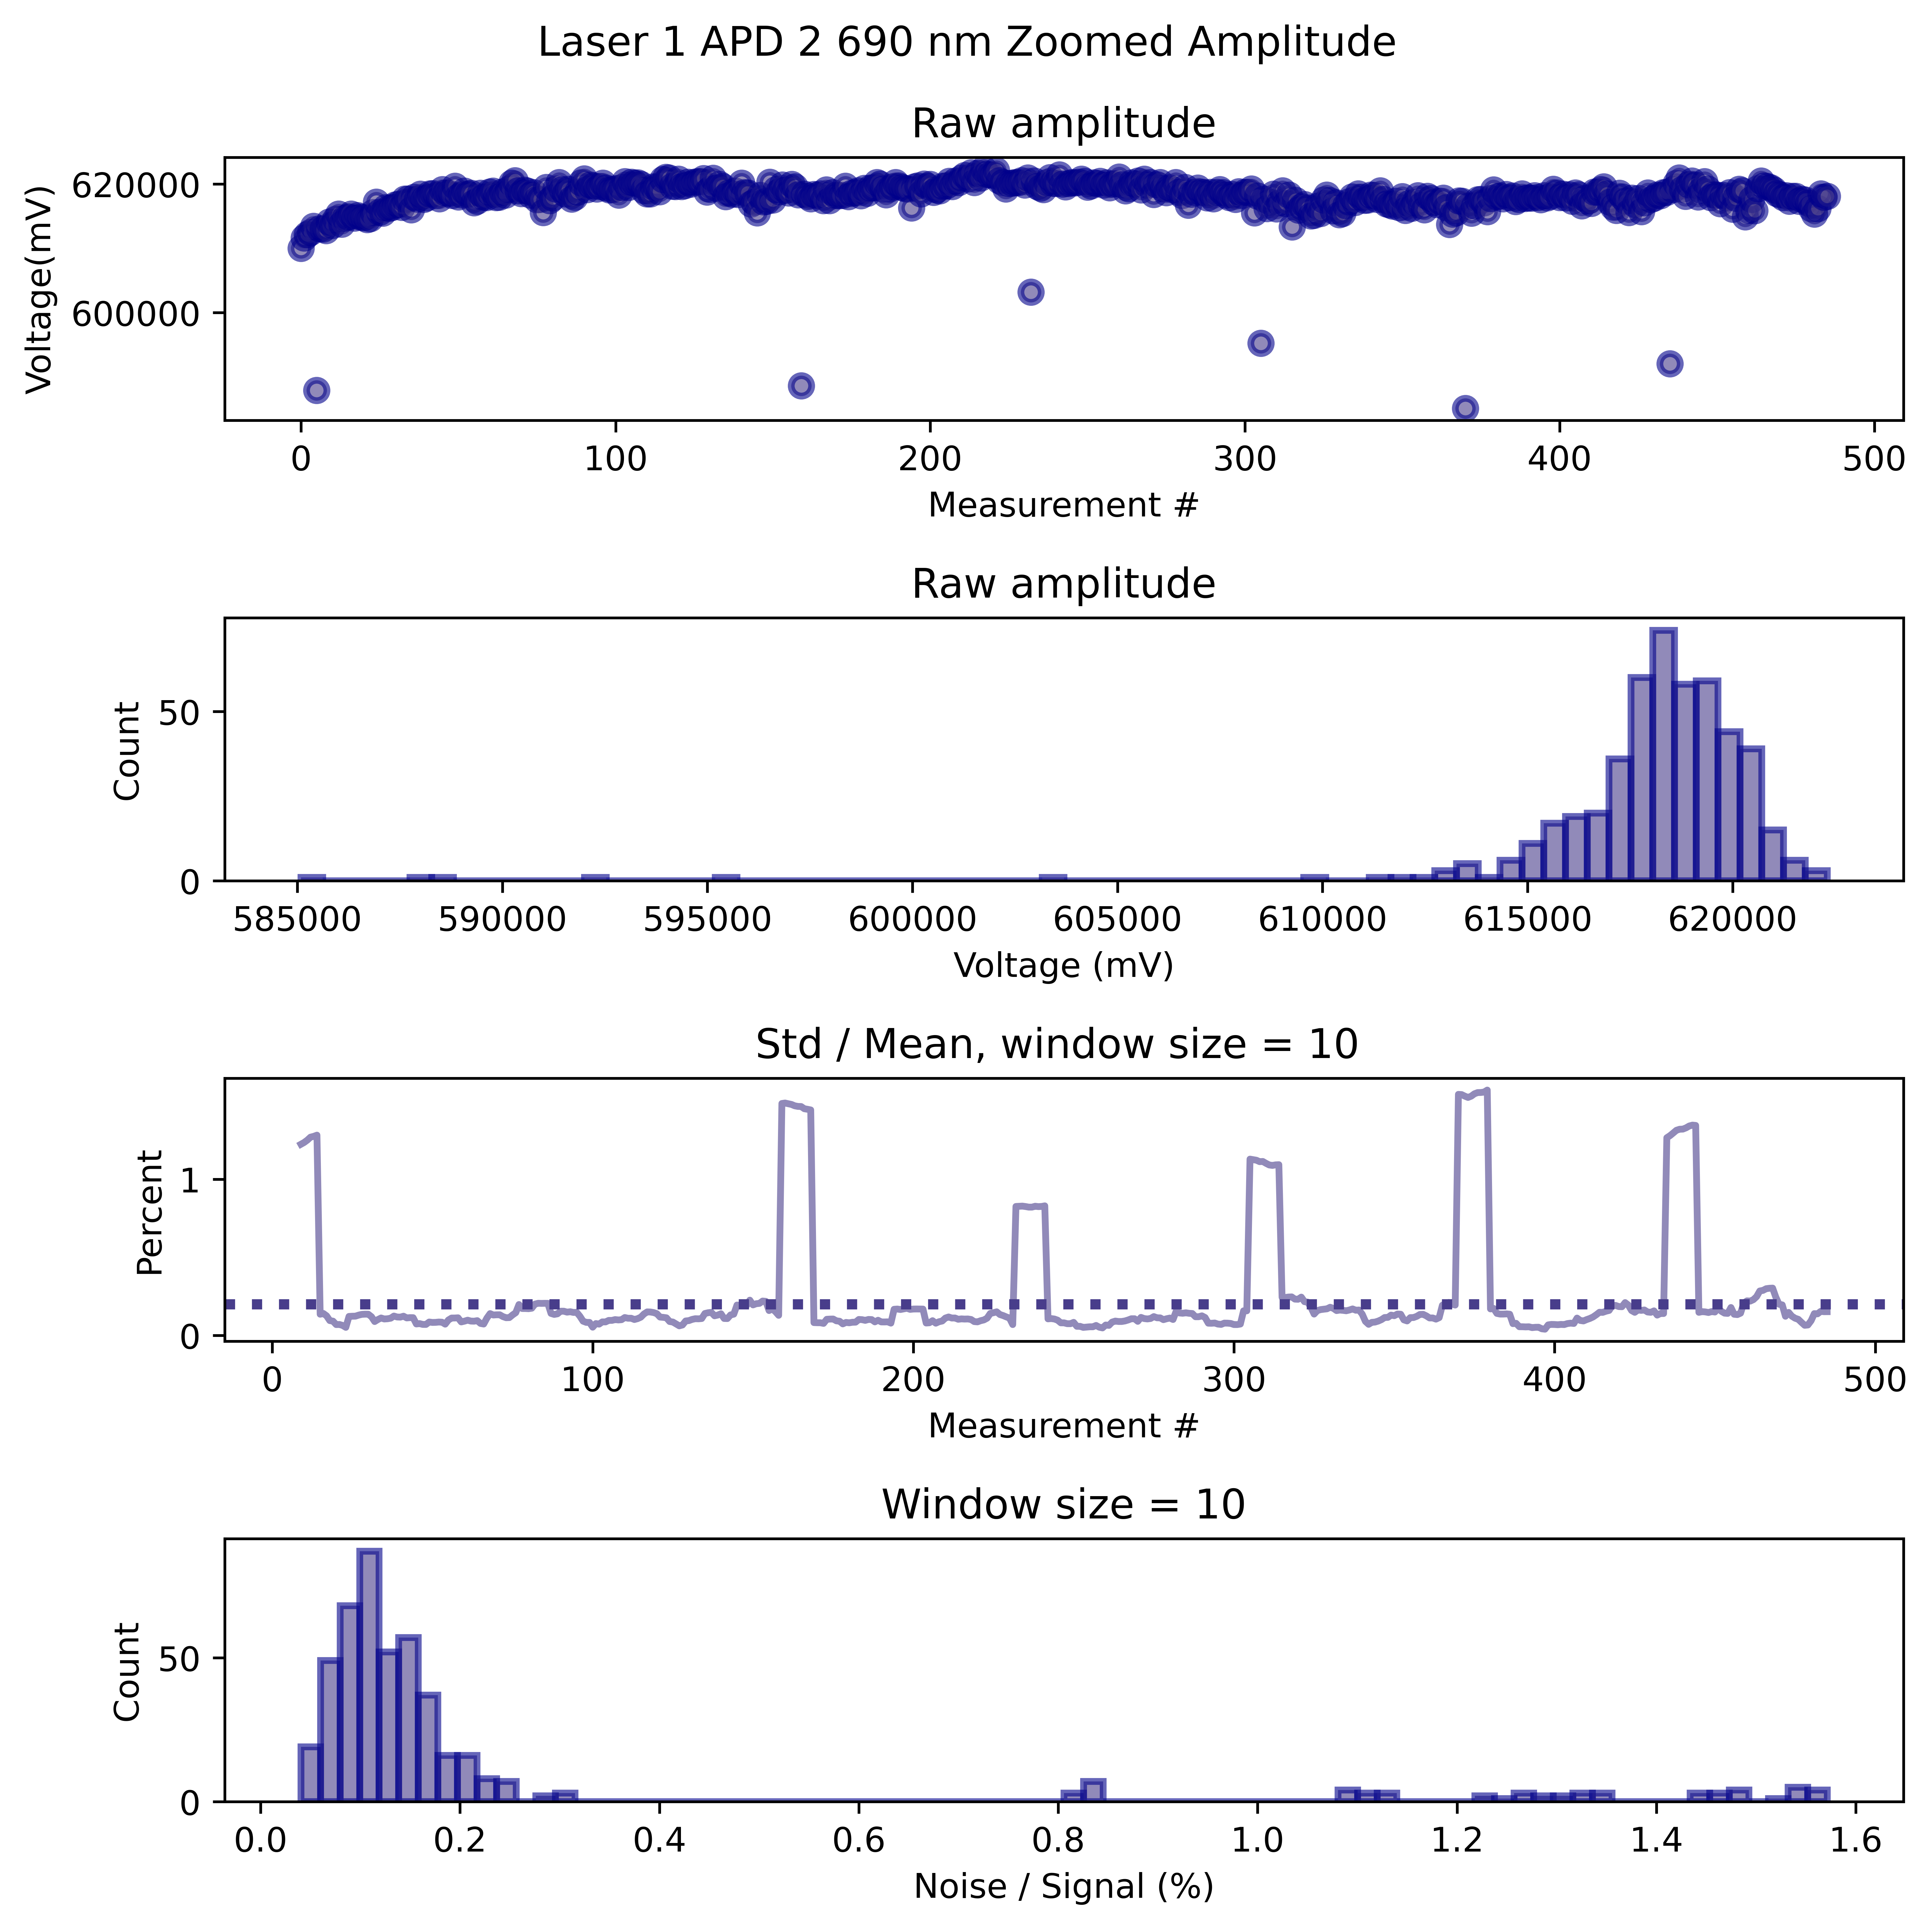 Laser 1 APD 2 690 nm Zoomed Amplitude
Raw amplitude
Voltage(mV)
620000
600000
0 100 200 300 400 500
Measurement #
Raw amplitude
Count
50
0
585000 590000 595000 600000 605000 610000 615000 620000
Voltage (mV)
Std / Mean, window size = 10
Percent
1
0
0 100 200 300 400 500
Measurement #
Window size = 10
Count
50
0
0.0 0.2 0.4 0.6 0.8 1.0 1.2 1.4 1.6
Noise / Signal (%)